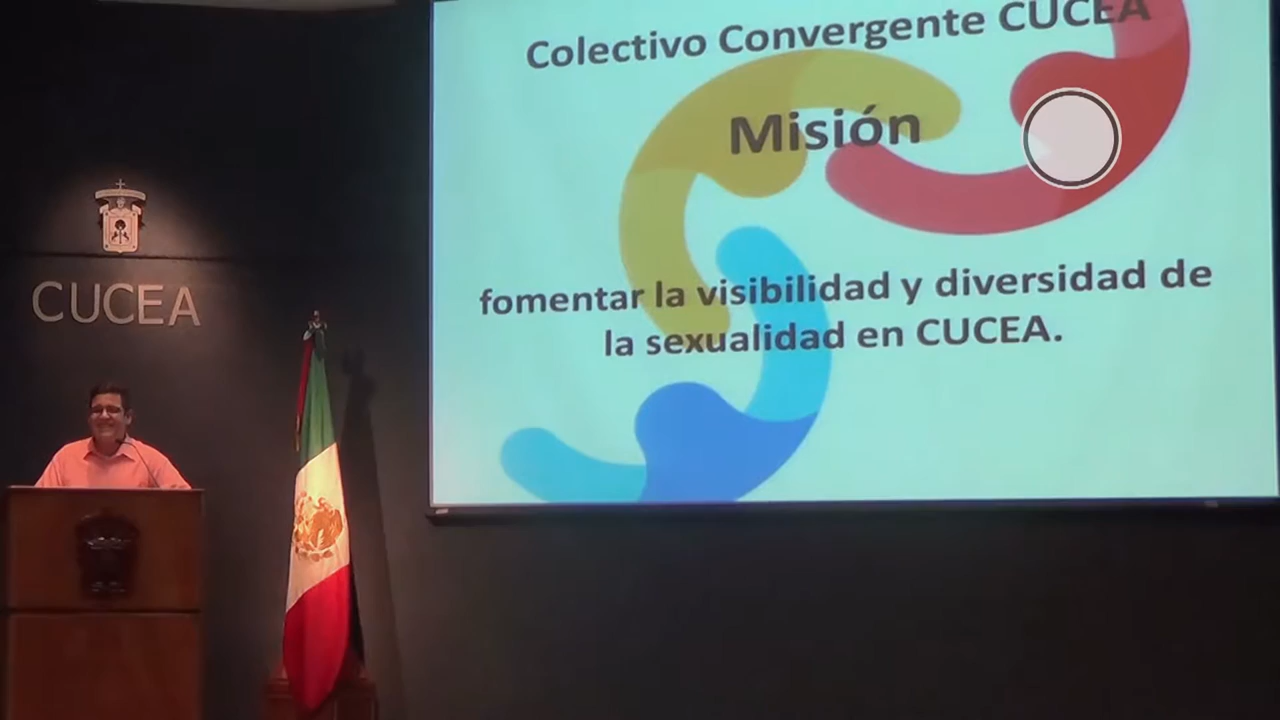 Colectivo Convergente CUCEA
Misión
fomentar la visibilidad y diversidad de
la sexualidad en CUCEA.
CUCEA